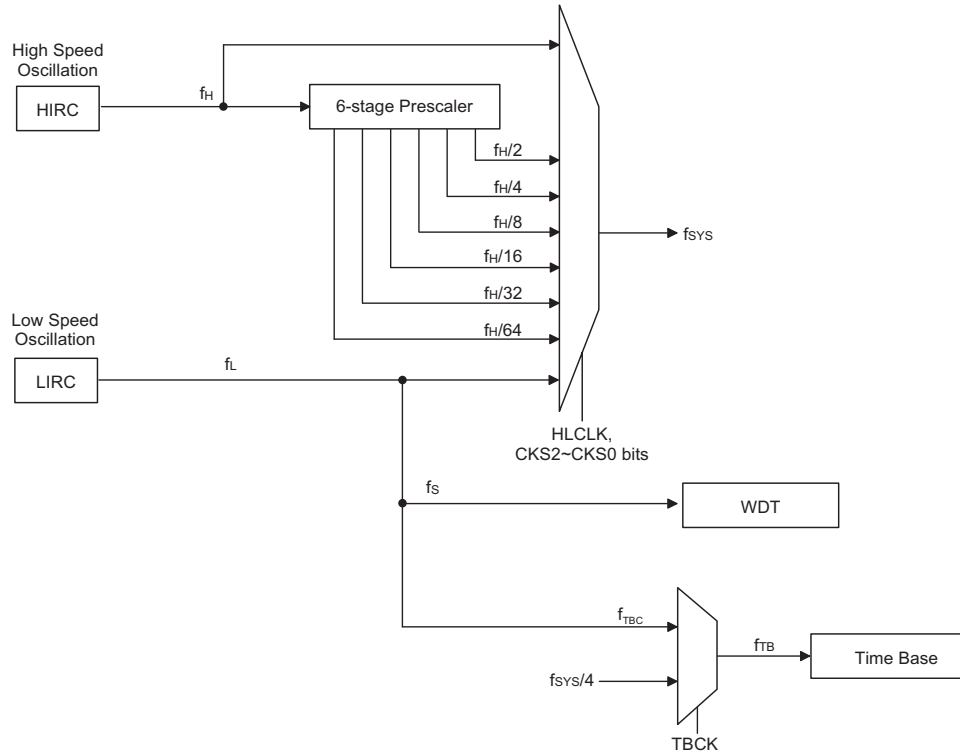 High Speed
Oscillation
HIRC
fH
6-stage Prescaler
fH/2
fH/4
fH/8
fH/16
fH/32
fH/64
fSYS
Low Speed
Oscillation
LIRC
fL
HLCLK,
CKS2~CKS0 bits
fS
WDT
fTBC
fSYS/4
fTB
Time Base
TBCK